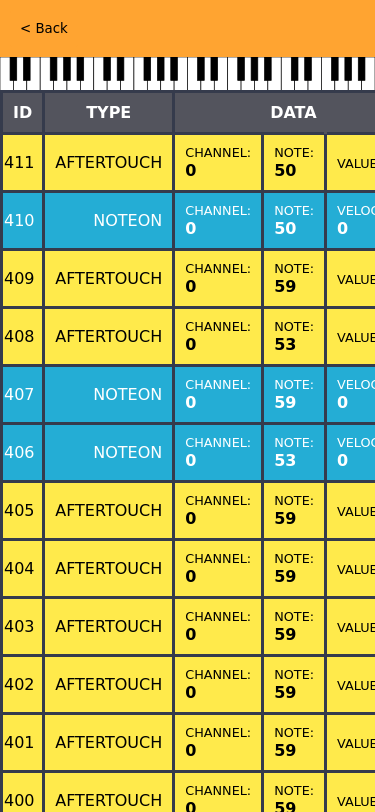 < Back
ID TYPE DATA
411 AFTERTOUCH CHANNEL: 0 NOTE: 50 VALUE
410 NOTEON CHANNEL: 0 NOTE: 50 VELOC 0
409 AFTERTOUCH CHANNEL: 0 NOTE: 59 VALUE
408 AFTERTOUCH CHANNEL: 0 NOTE: 53 VALUE
407 NOTEON CHANNEL: 0 NOTE: 59 VELOC 0
406 NOTEON CHANNEL: 0 NOTE: 53 VELOC 0
405 AFTERTOUCH CHANNEL: 0 NOTE: 59 VALUE
404 AFTERTOUCH CHANNEL: 0 NOTE: 59 VALUE
403 AFTERTOUCH CHANNEL: 0 NOTE: 59 VALUE
402 AFTERTOUCH CHANNEL: 0 NOTE: 59 VALUE
401 AFTERTOUCH CHANNEL: 0 NOTE: 59 VALUE
400 AFTERTOUCH CHANNEL: 0 NOTE: 59 VALUE